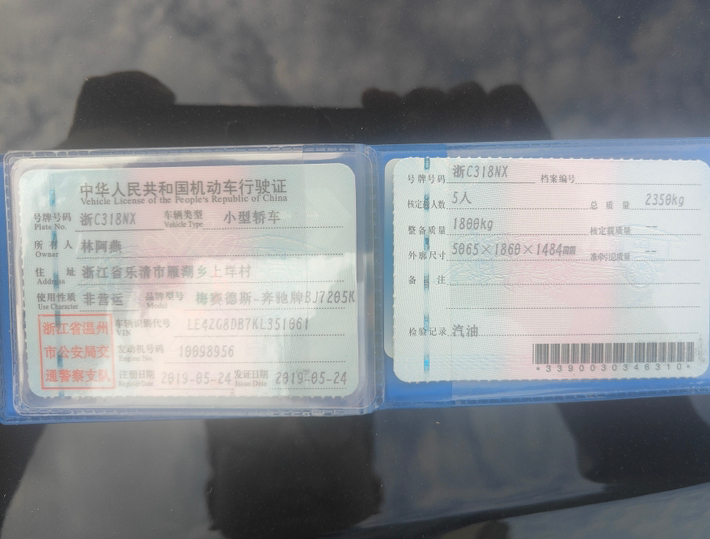 中华人民共和国机动车行驶证
Vehicle License of the People's Republic of China
号牌号码 浙C318NX 车辆类型 小型轿车
Plate No. Vehicle Type
所有人 林阿燕
Owner
住址 浙江省乐清市雁湖乡上垟村
Address
使用性质 非营运 品牌型号 梅赛德斯-奔驰牌BJ7205K
Use Character Model
浙江省温州市公安局交通警察支队
车辆识别代号 LE4ZG8DB7KL351061
VIN
发动机号码 10098956
Engine No.
注册日期 2019-05-24 发证日期 2019-05-24
Register Date Issue Date
号牌号码 浙C318NX 档案编号
核定载人数 5人 总质量 2350kg
整备质量 1800kg 核定载质量 --
外廓尺寸 5065×1860×1484mm 准牵引总质量 --
备注
检验记录 汽油
*3390030346310*